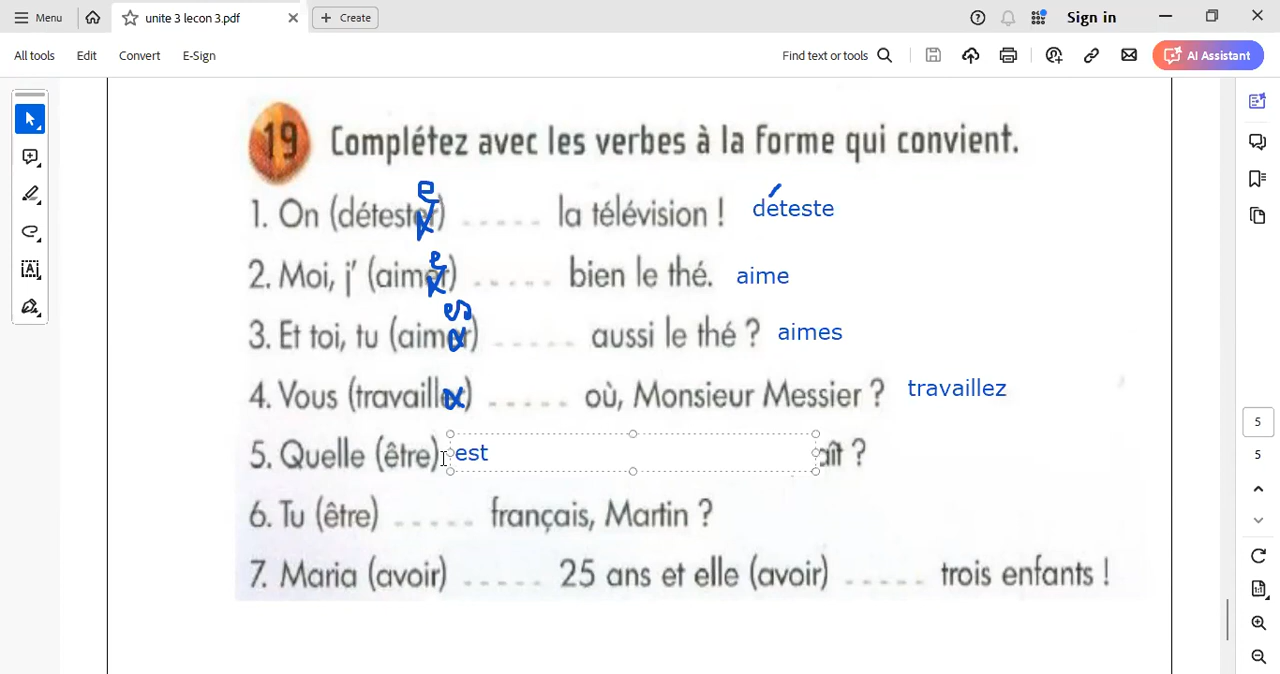 Menu unite 3 lecon 3.pdf Create Sign in
All tools Edit Convert E-Sign Find text or tools AI Assistant
19 Complétez avec les verbes à la forme qui convient.
e
1. On (détester) ..... la télévision ! déteste
e
2. Moi, j' (aimer) ..... bien le thé. aime
es
3. Et toi, tu (aimer) ..... aussi le thé ? aimes
4. Vous (travailler) ..... où, Monsieur Messier ? travaillez
5. Quelle (être) est aît ?
6. Tu (être) ..... français, Martin ?
7. Maria (avoir) ..... 25 ans et elle (avoir) ..... trois enfants !
5
5